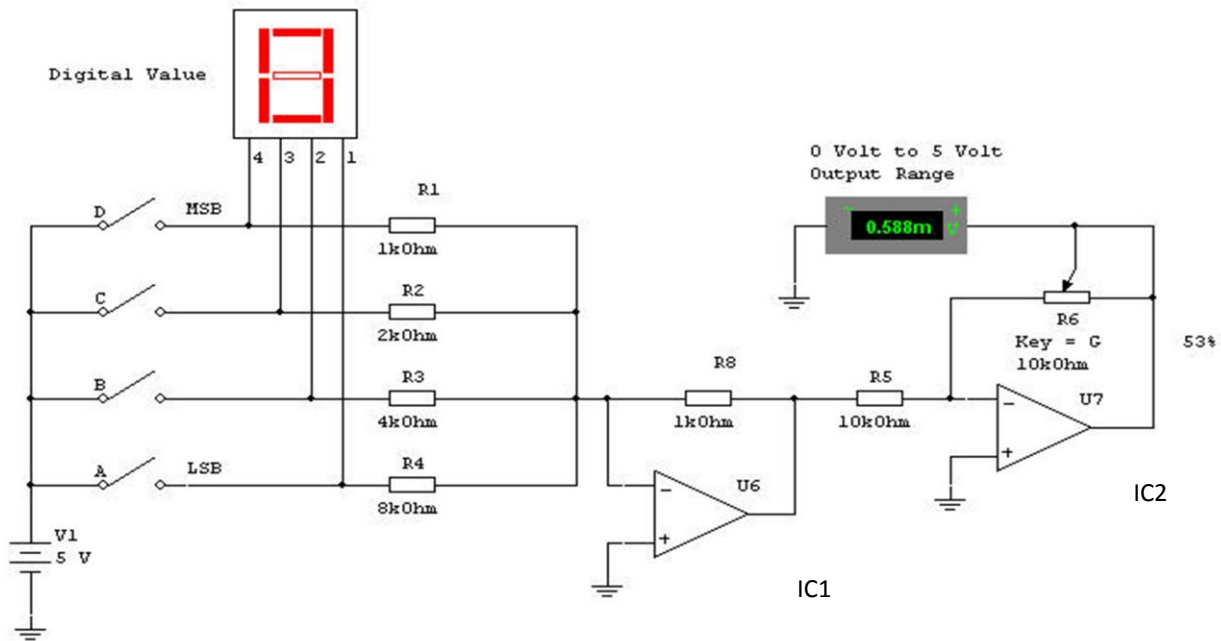 Digital Value
4 3 2 1
0 Volt to 5 Volt
Output Range
- +
0.588m V
D MSB
R1
1kOhm
C
R2
2kOhm
B
R3
4kOhm
A LSB
R4
8kOhm
V1
5 V
R8
1kOhm
R5
10kOhm
R6
Key = G
10kOhm
53%
-
+
U6
IC1
-
+
U7
IC2